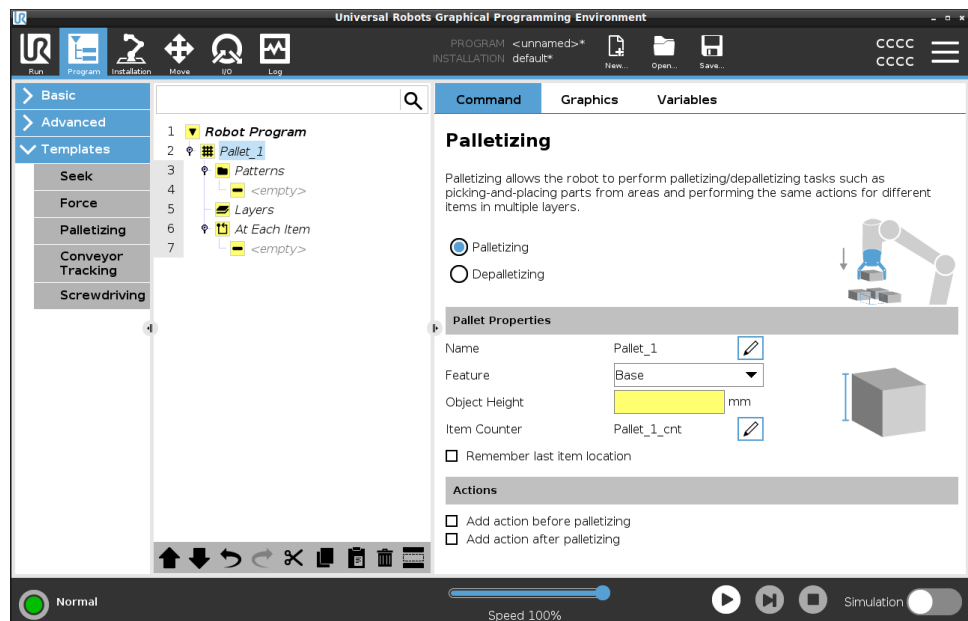 UR
Universal Robots Graphical Programming Environment
UR
Run
Program
Installation
Move
I/O
Log
PROGRAM <unnamed>*
INSTALLATION default*
New...
Open...
Save...
CCCC
CCCC
Basic
Advanced
Templates
Seek
Force
Palletizing
Conveyor
Tracking
Screwdriving
1 Robot Program
2 Pallet_1
3 Patterns
4 <empty>
5 Layers
6 At Each Item
7 <empty>
Command Graphics Variables
Palletizing
Palletizing allows the robot to perform palletizing/depalletizing tasks such as
picking-and-placing parts from areas and performing the same actions for different
items in multiple layers.
Palletizing
Depalletizing
Pallet Properties
Name Pallet_1
Feature Base
Object Height mm
Item Counter Pallet_1_cnt
Remember last item location
Actions
Add action before palletizing
Add action after palletizing
Normal
Speed 100%
Simulation